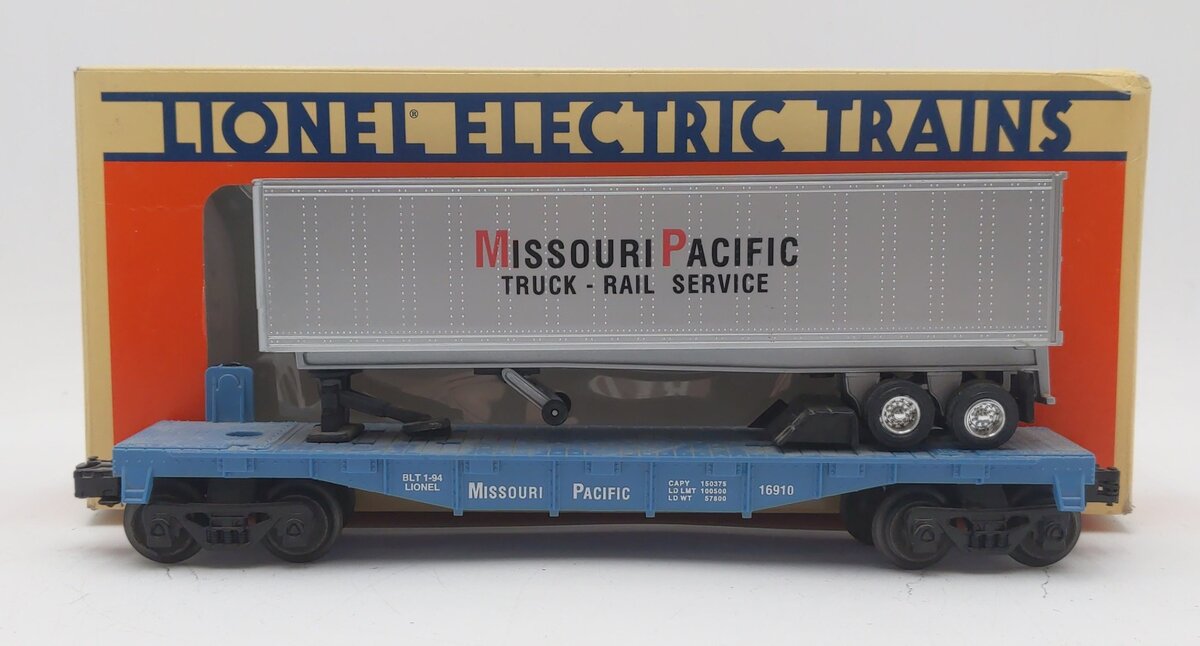 LIONEL® ELECTRIC TRAINS
MISSOURI PACIFIC
TRUCK - RAIL SERVICE
BLT 1-94
LIONEL
MISSOURI PACIFIC
CAPY 150375
LD LMT 100500
LD WT 57800
16910